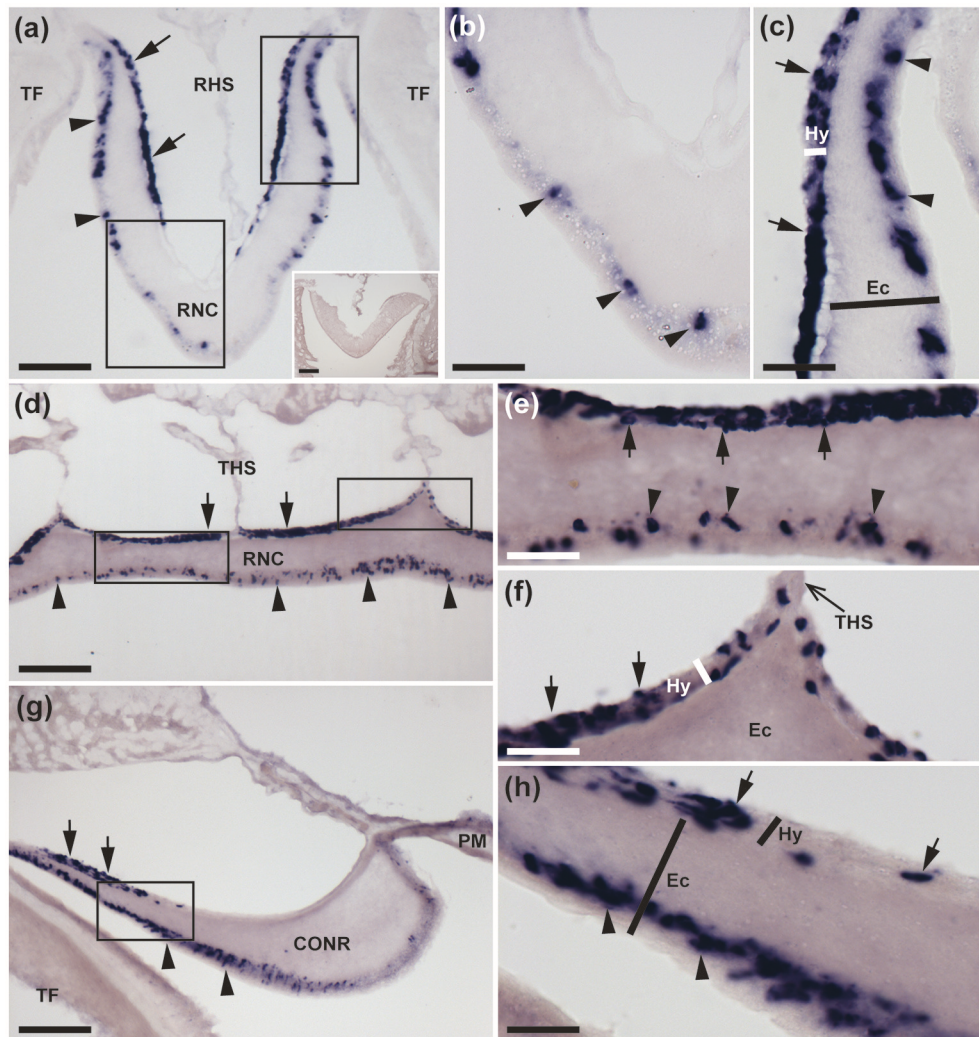 (a)
TF
RHS
TF
RNC
(b)
(c)
Hy
Ec
(d)
THS
RNC
(e)
(f)
THS
Hy
Ec
(g)
PM
CONR
TF
(h)
Hy
Ec